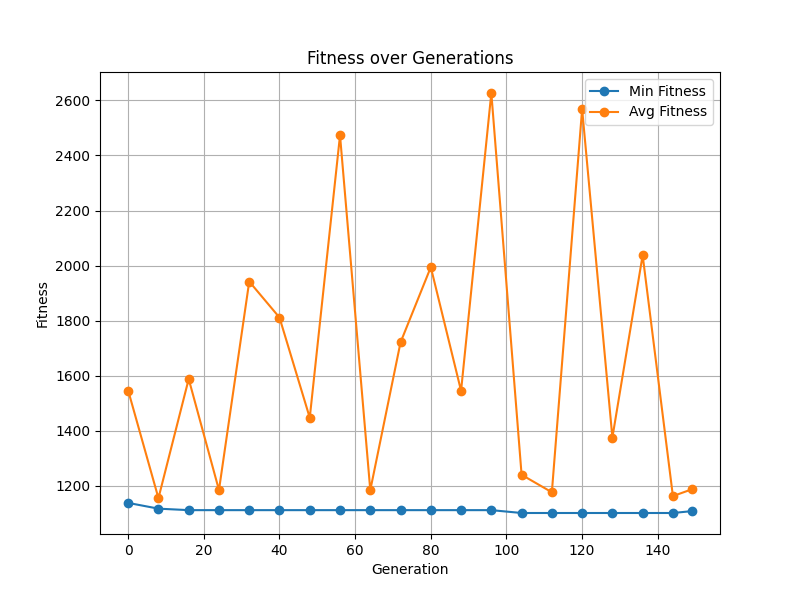 Fitness over Generations
Min Fitness
Avg Fitness
2600
2400
2200
2000
1800
1600
1400
1200
Fitness
0 20 40 60 80 100 120 140
Generation